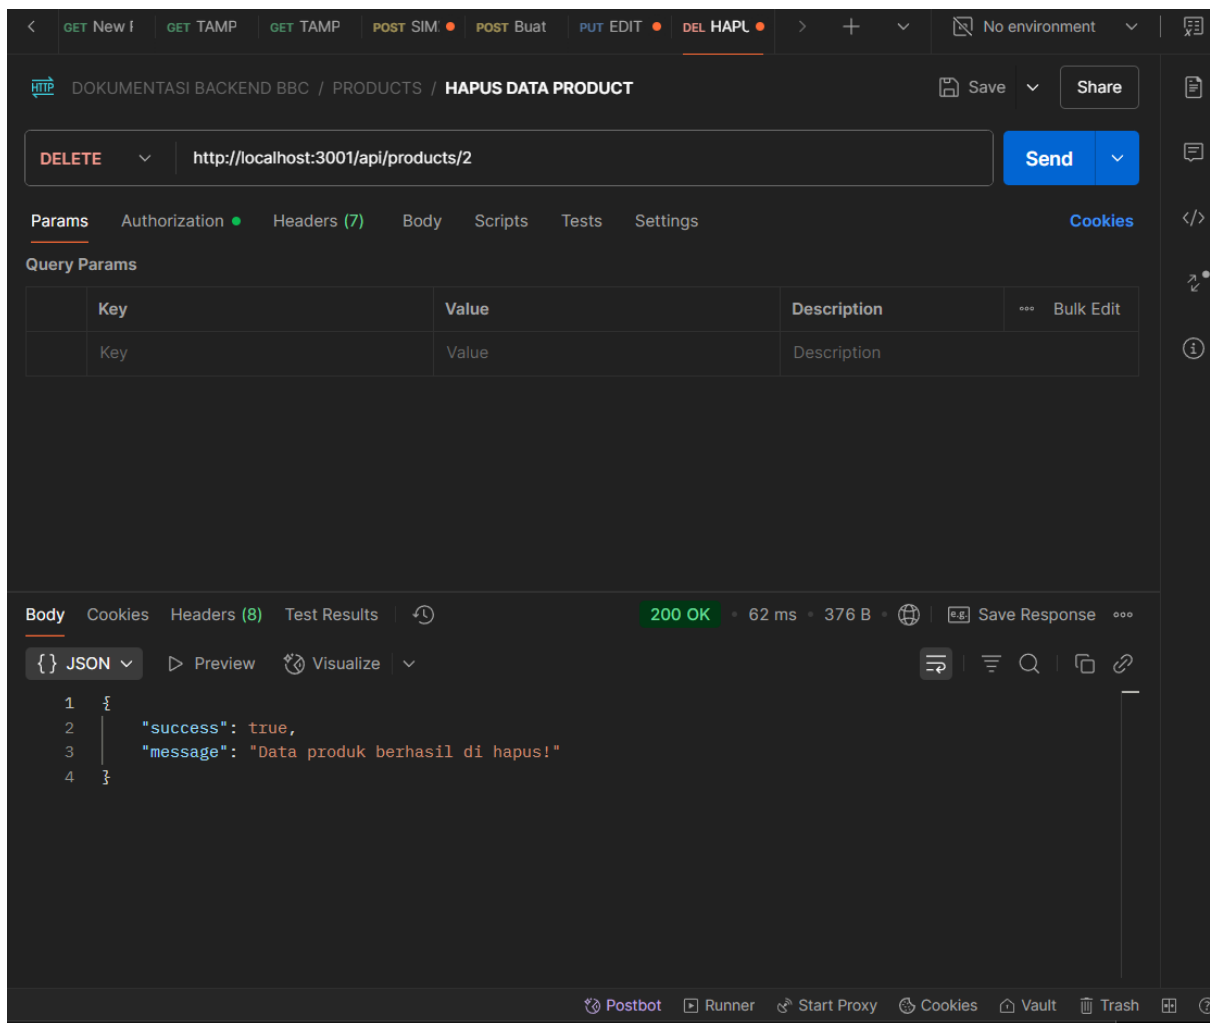 GET New F GET TAMP GET TAMP POST SIM POST Buat PUT EDIT DEL HAPU No environment
HTTP DOKUMENTASI BACKEND BBC / PRODUCTS / HAPUS DATA PRODUCT Save Share
DELETE http://localhost:3001/api/products/2 Send
Params Authorization Headers (7) Body Scripts Tests Settings Cookies
Query Params
Key Value Description Bulk Edit
Key Value Description
Body Cookies Headers (8) Test Results 200 OK • 62 ms • 376 B • e.g. Save Response
{} JSON Preview Visualize
1 {
2 "success": true,
3 "message": "Data produk berhasil di hapus!"
4 }
Postbot Runner Start Proxy Cookies Vault Trash